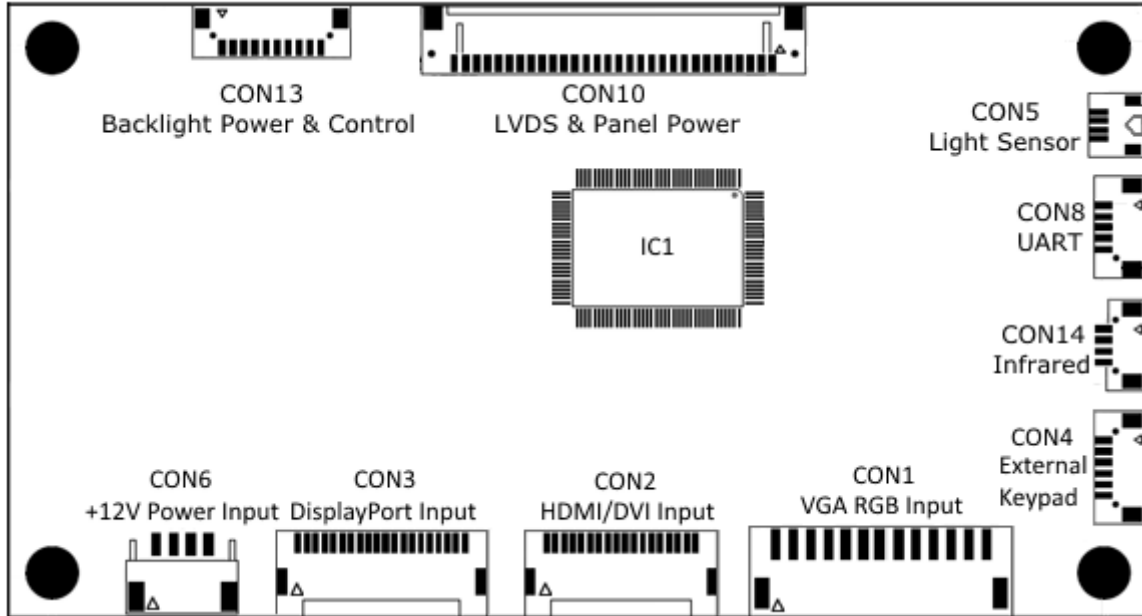 CON13
Backlight Power & Control
CON10
LVDS & Panel Power
CON5
Light Sensor
CON8
UART
IC1
CON14
Infrared
CON4
External
Keypad
CON6
+12V Power Input
CON3
DisplayPort Input
CON2
HDMI/DVI Input
CON1
VGA RGB Input